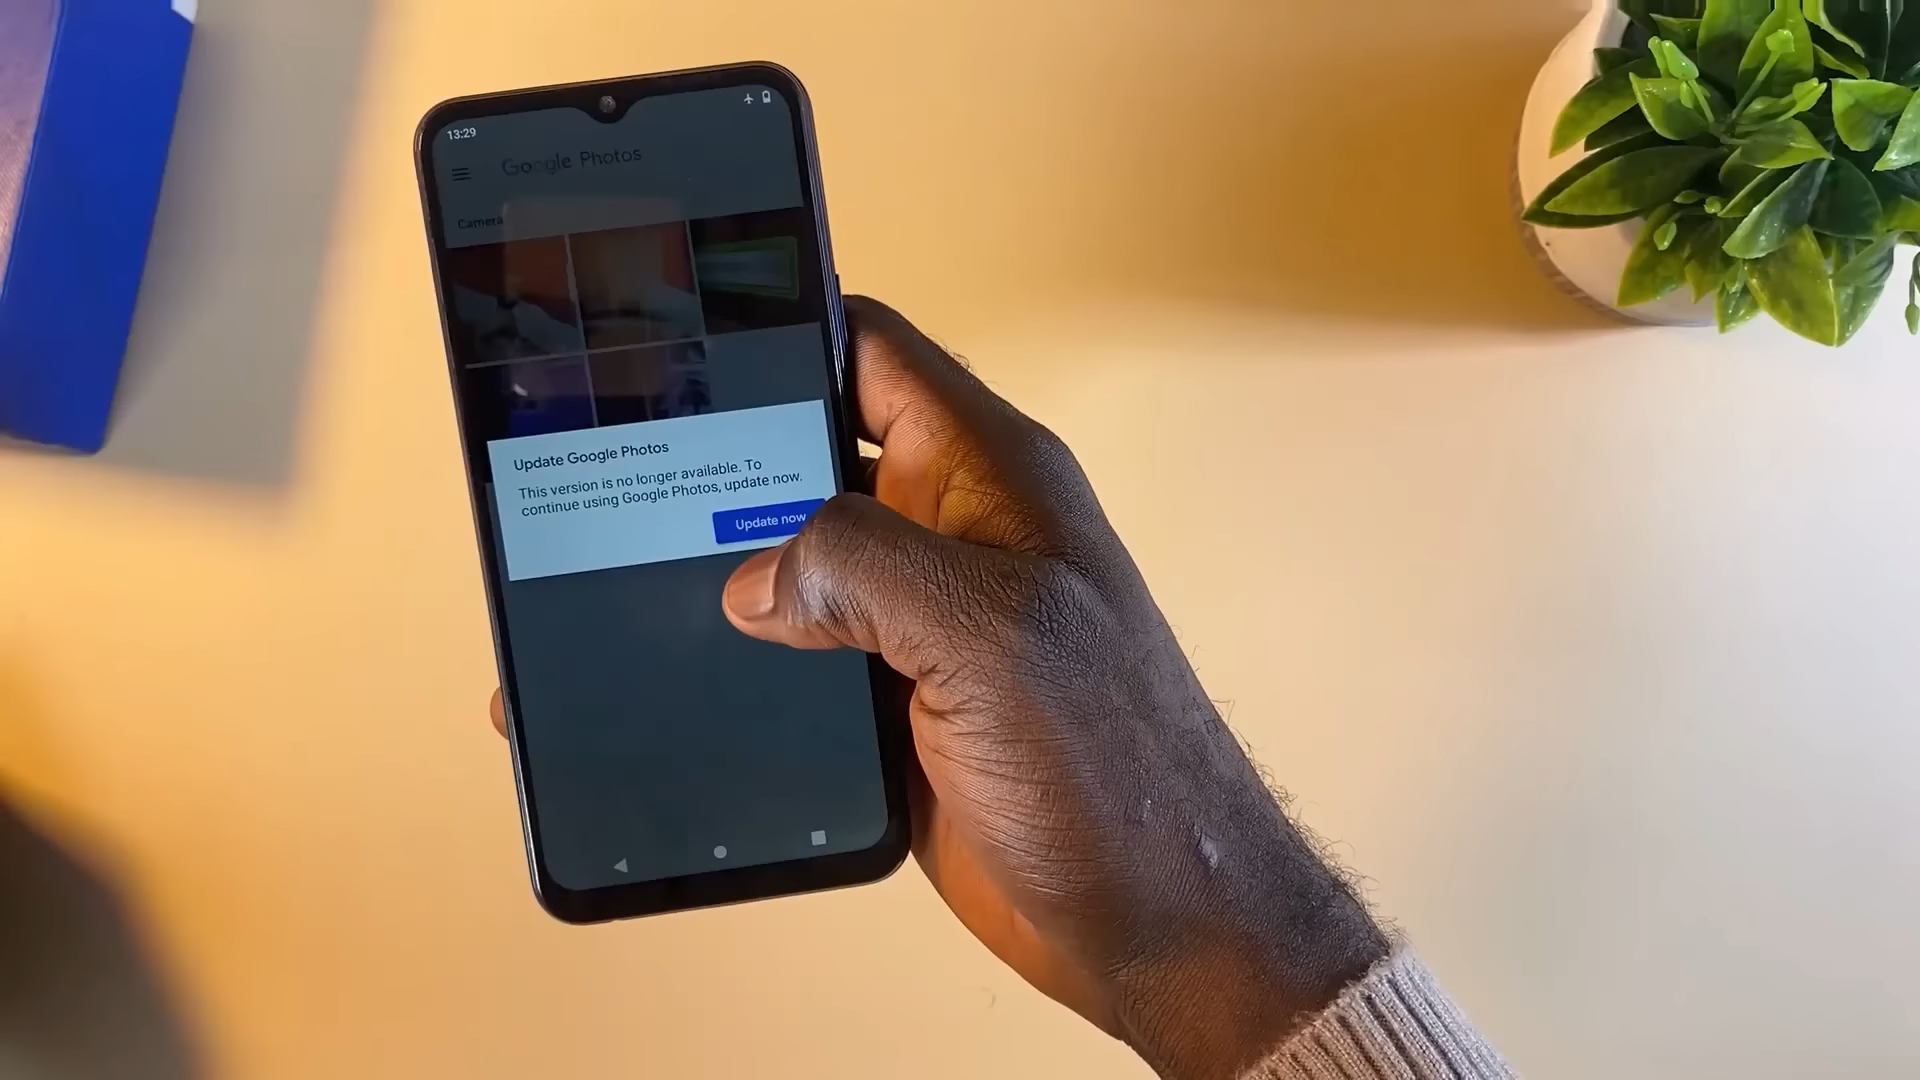 13:29
Google Photos
Camera
Update Google Photos
This version is no longer available. To
continue using Google Photos, update now.
Update now